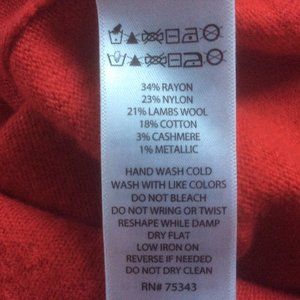 34% RAYON
23% NYLON
21% LAMBS WOOL
18% COTTON
3% CASHMERE
1% METALLIC
HAND WASH COLD
WASH WITH LIKE COLORS
DO NOT BLEACH
DO NOT WRING OR TWIST
RESHAPE WHILE DAMP
DRY FLAT
LOW IRON ON
REVERSE IF NEEDED
DO NOT DRY CLEAN
RN# 75343